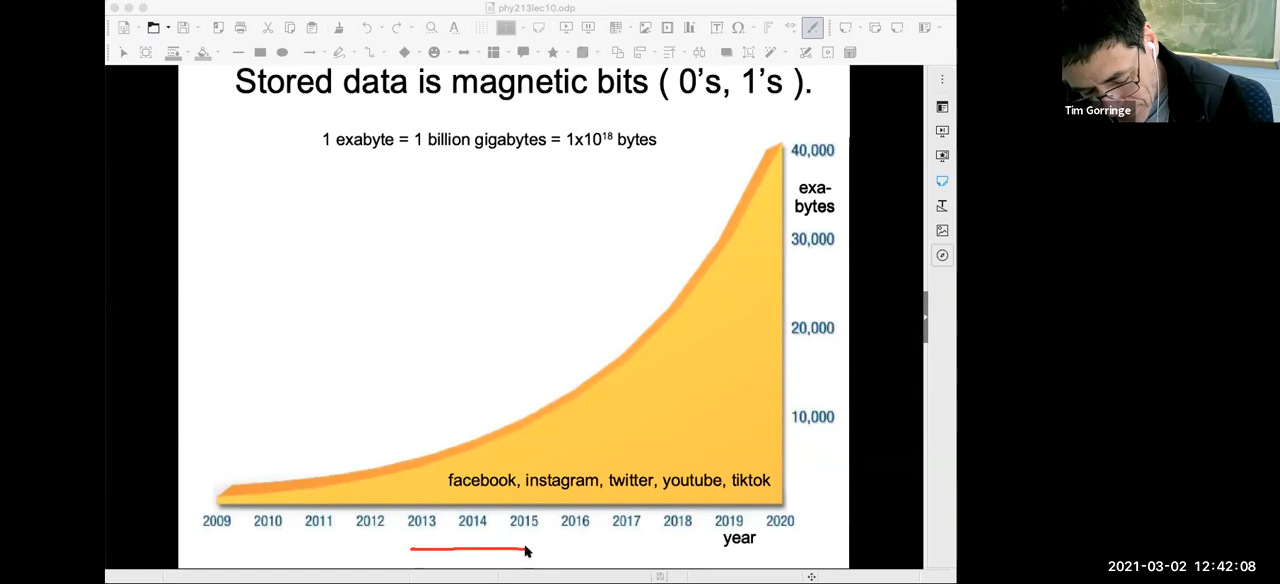 phy213lec10.odp
Stored data is magnetic bits ( 0’s, 1’s ).
1 exabyte = 1 billion gigabytes = 1x10¹⁸ bytes
40,000
exa-
bytes
30,000
20,000
10,000
facebook, instagram, twitter, youtube, tiktok
2009 2010 2011 2012 2013 2014 2015 2016 2017 2018 2019 2020
year
Tim Gorringe
2021-03-02 12:42:08